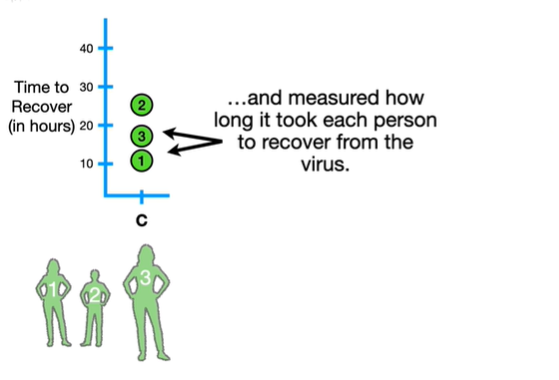 40
Time to
Recover
(in hours)
30
20
10
2
3
1
C
…and measured how
long it took each person
to recover from the
virus.
1
2
3